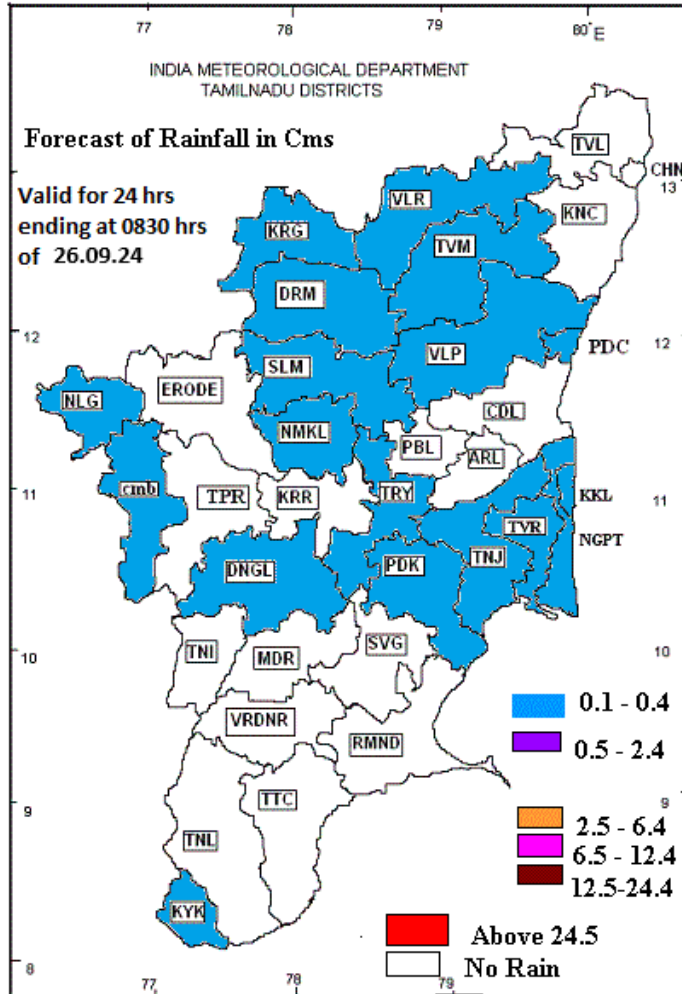 77 78 79 80° E
INDIA METEOROLOGICAL DEPARTMENT
TAMILNADU DISTRICTS
Forecast of Rainfall in Cms
TVL
CHN
13
Valid for 24 hrs
ending at 0830 hrs
of 26.09.24
VLR
KNC
KRG
TVM
DRM
12
12
PDC
VLP
SLM
ERODE
NLG
CDL
NMKL
PBL
ARL
11
cmb
TPR
KRR
TRY
KKL
11
TVR
NGPT
DNGL
PDK
TNJ
10
TNI
MDR
SVG
10
0.1 - 0.4
VRDNR
RMND
0.5 - 2.4
9
TTC
9
2.5 - 6.4
TNL
6.5 - 12.4
12.5-24.4
KYK
Above 24.5
No Rain
8
77 78 79